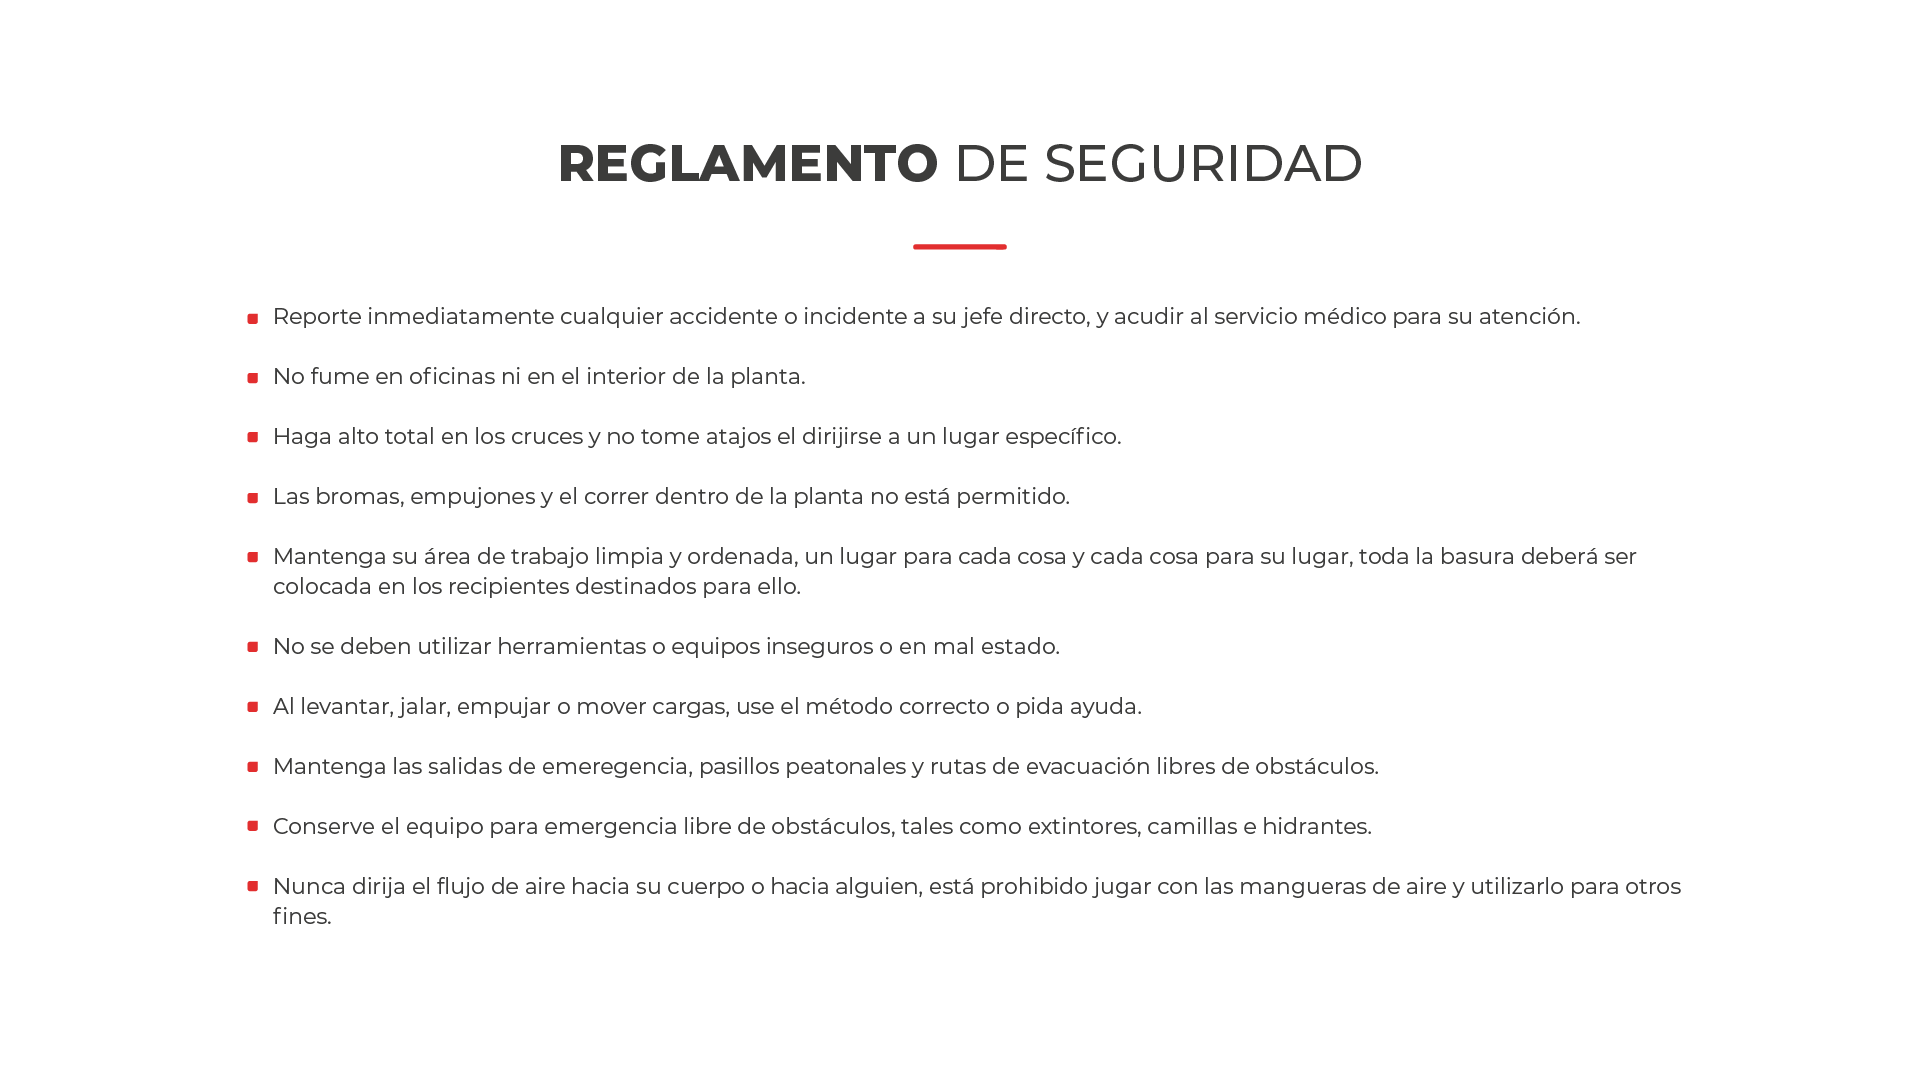 REGLAMENTO DE SEGURIDAD
Reporte inmediatamente cualquier accidente o incidente a su jefe directo, y acudir al servicio médico para su atención.
No fume en oficinas ni en el interior de la planta.
Haga alto total en los cruces y no tome atajos el dirijirse a un lugar específico.
Las bromas, empujones y el correr dentro de la planta no está permitido.
Mantenga su área de trabajo limpia y ordenada, un lugar para cada cosa y cada cosa para su lugar, toda la basura deberá ser
colocada en los recipientes destinados para ello.
No se deben utilizar herramientas o equipos inseguros o en mal estado.
Al levantar, jalar, empujar o mover cargas, use el método correcto o pida ayuda.
Mantenga las salidas de emeregencia, pasillos peatonales y rutas de evacuación libres de obstáculos.
Conserve el equipo para emergencia libre de obstáculos, tales como extintores, camillas e hidrantes.
Nunca dirija el flujo de aire hacia su cuerpo o hacia alguien, está prohibido jugar con las mangueras de aire y utilizarlo para otros
fines.